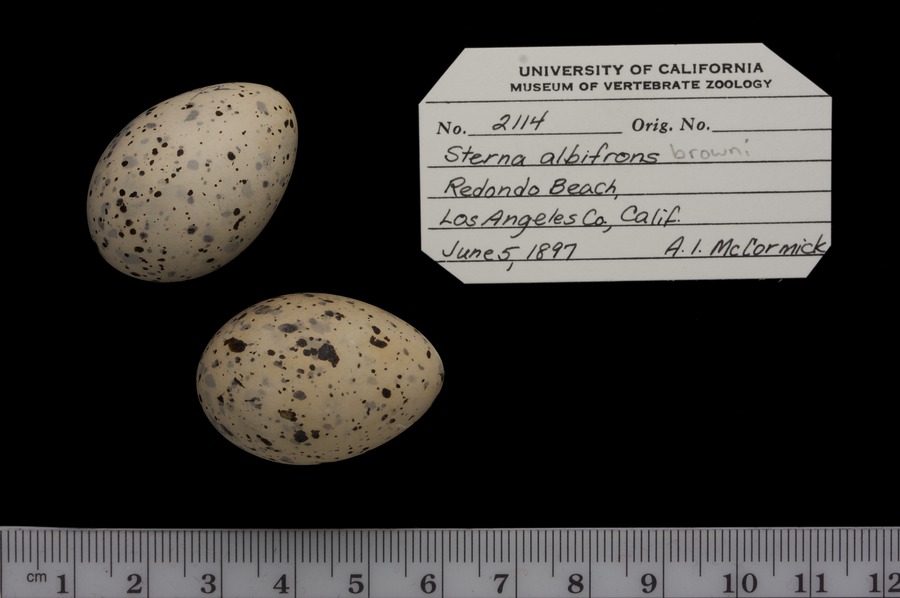 UNIVERSITY OF CALIFORNIA
MUSEUM OF VERTEBRATE ZOOLOGY
No. 2114 Orig. No.
Sterna albifrons browni
Redondo Beach,
Los Angeles Co., Calif.
June 5, 1897 A.I. McCormick
cm 1 2 3 4 5 6 7 8 9 10 11 12